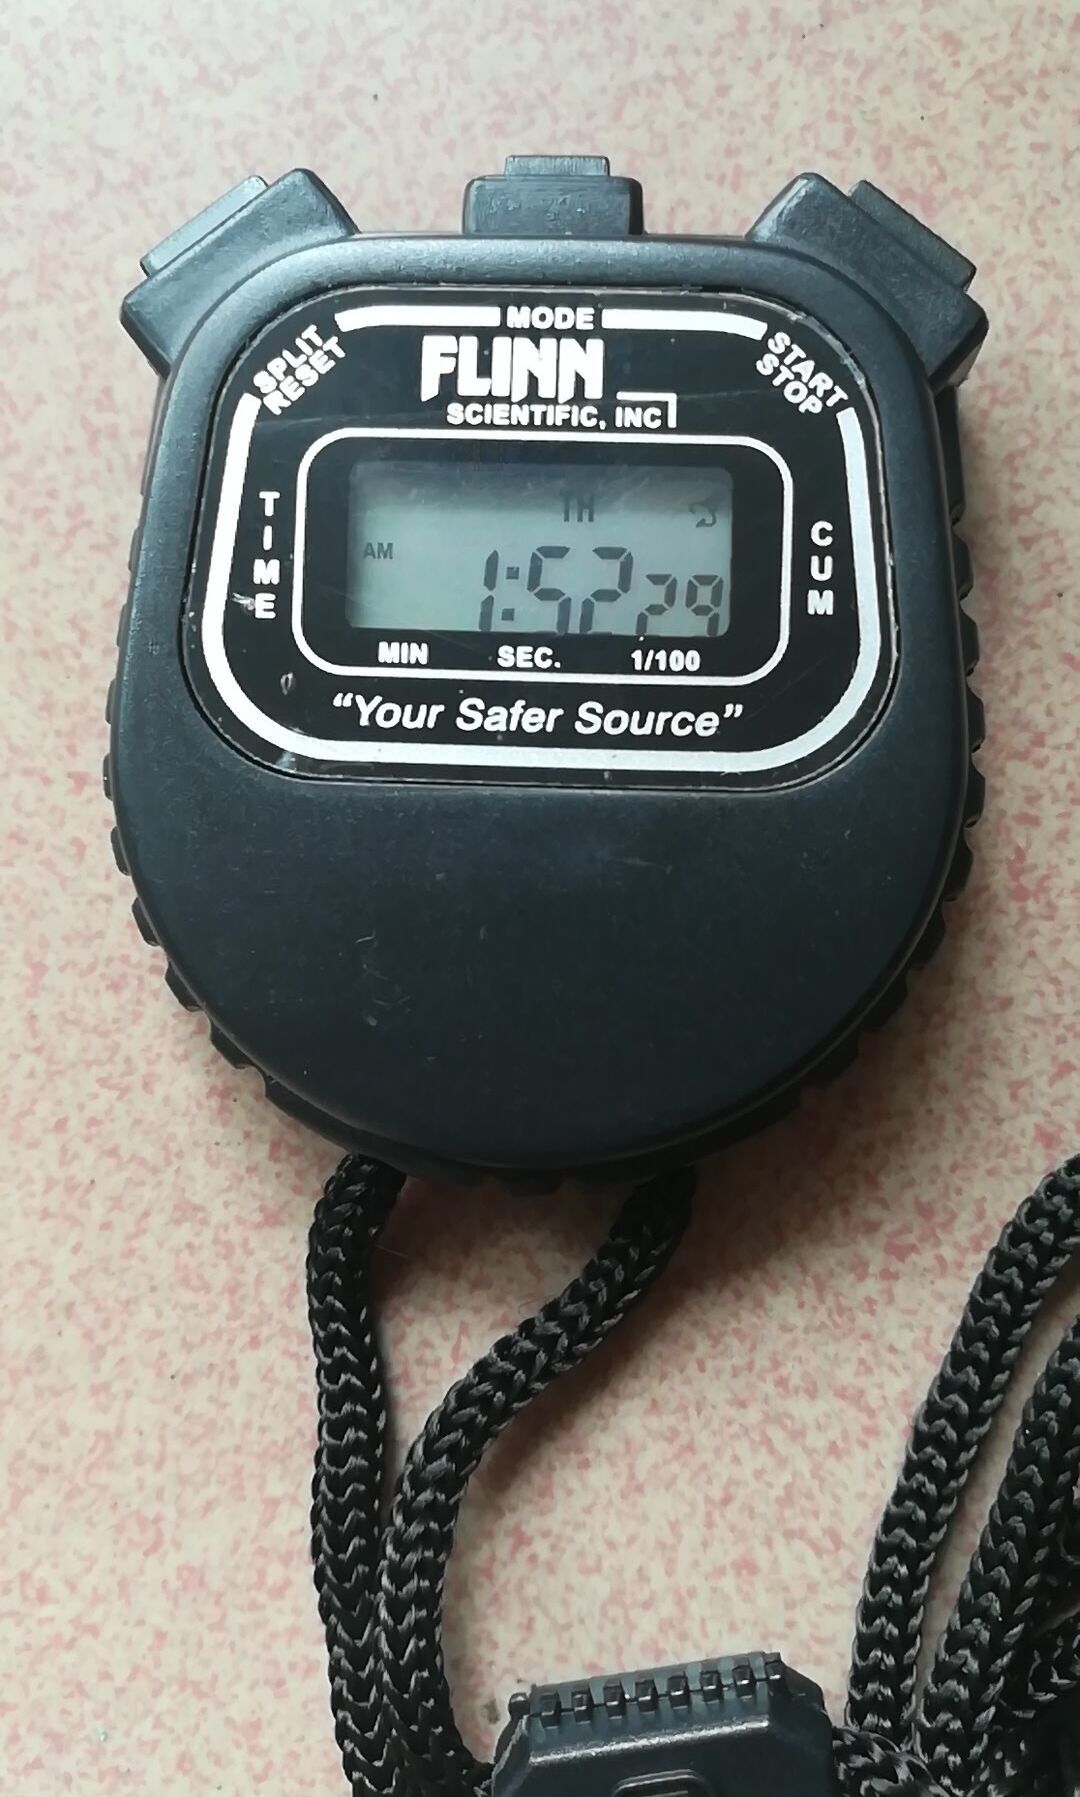 MODE
SPLIT
RESET
START
STOP
FLINN
SCIENTIFIC, INC
TIME
CUM
TH
AM
1:52 29
MIN SEC. 1/100
“Your Safer Source”